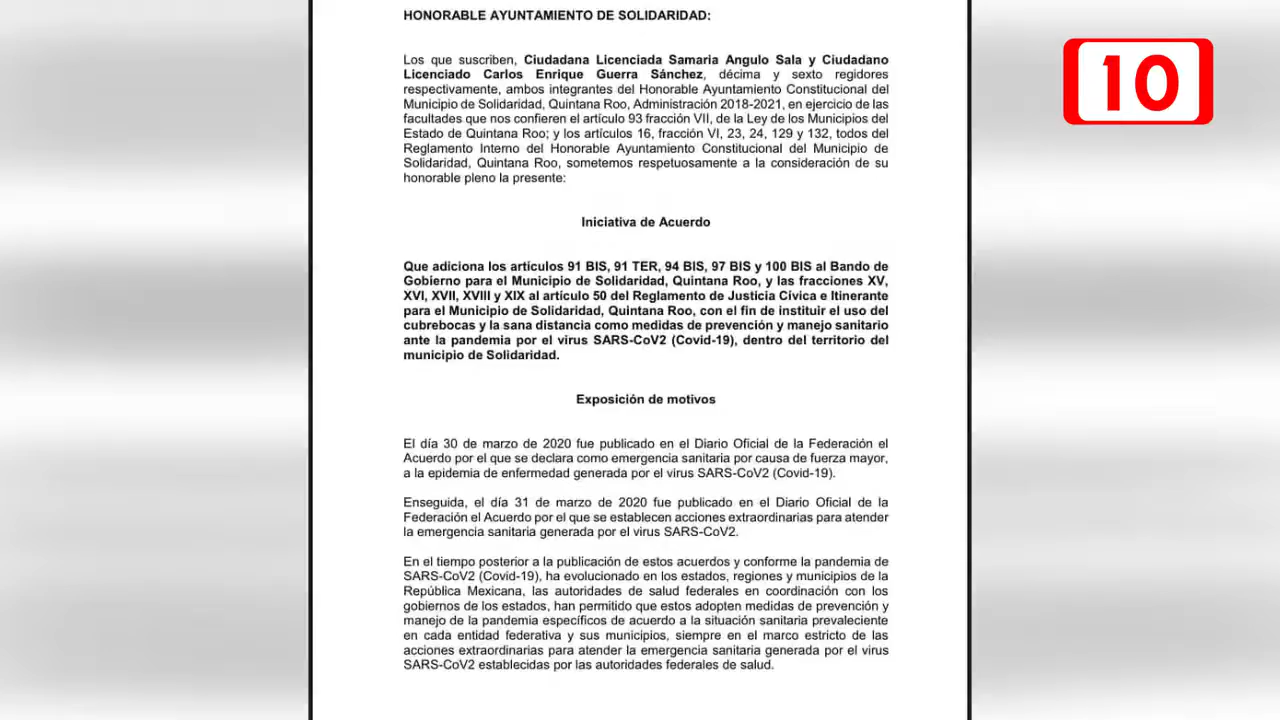 HONORABLE AYUNTAMIENTO DE SOLIDARIDAD:
10
Los que suscriben, Ciudadana Licenciada Samaria Angulo Sala y Ciudadano
Licenciado Carlos Enrique Guerra Sánchez, décima y sexto regidores
respectivamente, ambos integrantes del Honorable Ayuntamiento Constitucional del
Municipio de Solidaridad, Quintana Roo, Administración 2018-2021, en ejercicio de las
facultades que nos confieren el artículo 93 fracción VII, de la Ley de los Municipios del
Estado de Quintana Roo; y los artículos 16, fracción VI, 23, 24, 129 y 132, todos del
Reglamento Interno del Honorable Ayuntamiento Constitucional del Municipio de
Solidaridad, Quintana Roo, sometemos respetuosamente a la consideración de su
honorable pleno la presente:
Iniciativa de Acuerdo
Que adiciona los artículos 91 BIS, 91 TER, 94 BIS, 97 BIS y 100 BIS al Bando de
Gobierno para el Municipio de Solidaridad, Quintana Roo, y las fracciones XV,
XVI, XVII, XVIII y XIX al artículo 50 del Reglamento de Justicia Cívica e Itinerante
para el Municipio de Solidaridad, Quintana Roo, con el fin de instituir el uso del
cubrebocas y la sana distancia como medidas de prevención y manejo sanitario
ante la pandemia por el virus SARS-CoV2 (Covid-19), dentro del territorio del
municipio de Solidaridad.
Exposición de motivos
El día 30 de marzo de 2020 fue publicado en el Diario Oficial de la Federación el
Acuerdo por el que se declara como emergencia sanitaria por causa de fuerza mayor,
a la epidemia de enfermedad generada por el virus SARS-CoV2 (Covid-19).
Enseguida, el día 31 de marzo de 2020 fue publicado en el Diario Oficial de la
Federación el Acuerdo por el que se establecen acciones extraordinarias para atender
la emergencia sanitaria generada por el virus SARS-CoV2.
En el tiempo posterior a la publicación de estos acuerdos y conforme la pandemia de
SARS-CoV2 (Covid-19), ha evolucionado en los estados, regiones y municipios de la
República Mexicana, las autoridades de salud federales en coordinación con los
gobiernos de los estados, han permitido que estos adopten medidas de prevención y
manejo de la pandemia específicos de acuerdo a la situación sanitaria prevaleciente
en cada entidad federativa y sus municipios, siempre en el marco estricto de las
acciones extraordinarias para atender la emergencia sanitaria generada por el virus
SARS-CoV2 establecidas por las autoridades federales de salud.